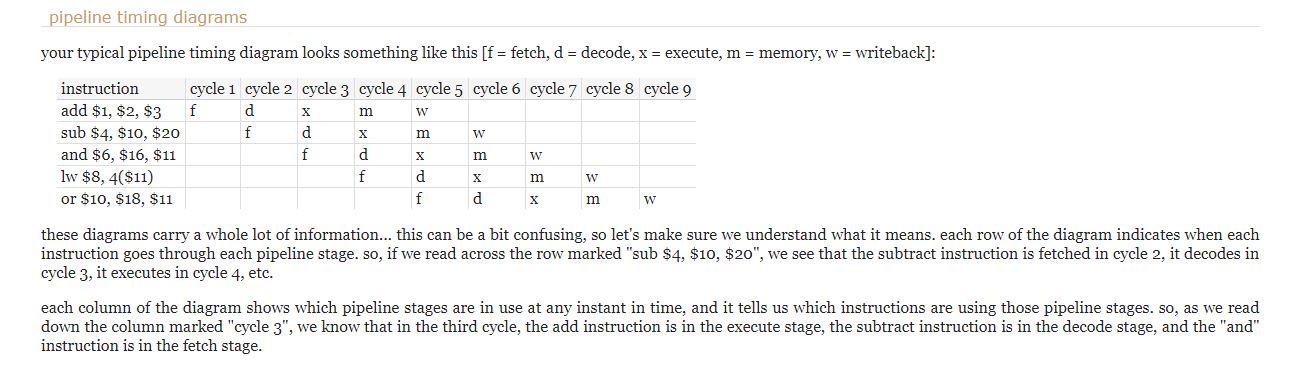 pipeline timing diagrams
your typical pipeline timing diagram looks something like this [f = fetch, d = decode, x = execute, m = memory, w = writeback]:
instruction cycle 1 cycle 2 cycle 3 cycle 4 cycle 5 cycle 6 cycle 7 cycle 8 cycle 9
add $1, $2, $3 f d x m w
sub $4, $10, $20 f d x m w
and $6, $16, $11 f d x m w
lw $8, 4($11) f d x m w
or $10, $18, $11 f d x m w
these diagrams carry a whole lot of information... this can be a bit confusing, so let's make sure we understand what it means. each row of the diagram indicates when each
instruction goes through each pipeline stage. so, if we read across the row marked "sub $4, $10, $20", we see that the subtract instruction is fetched in cycle 2, it decodes in
cycle 3, it executes in cycle 4, etc.
each column of the diagram shows which pipeline stages are in use at any instant in time, and it tells us which instructions are using those pipeline stages. so, as we read
down the column marked "cycle 3", we know that in the third cycle, the add instruction is in the execute stage, the subtract instruction is in the decode stage, and the "and"
instruction is in the fetch stage.